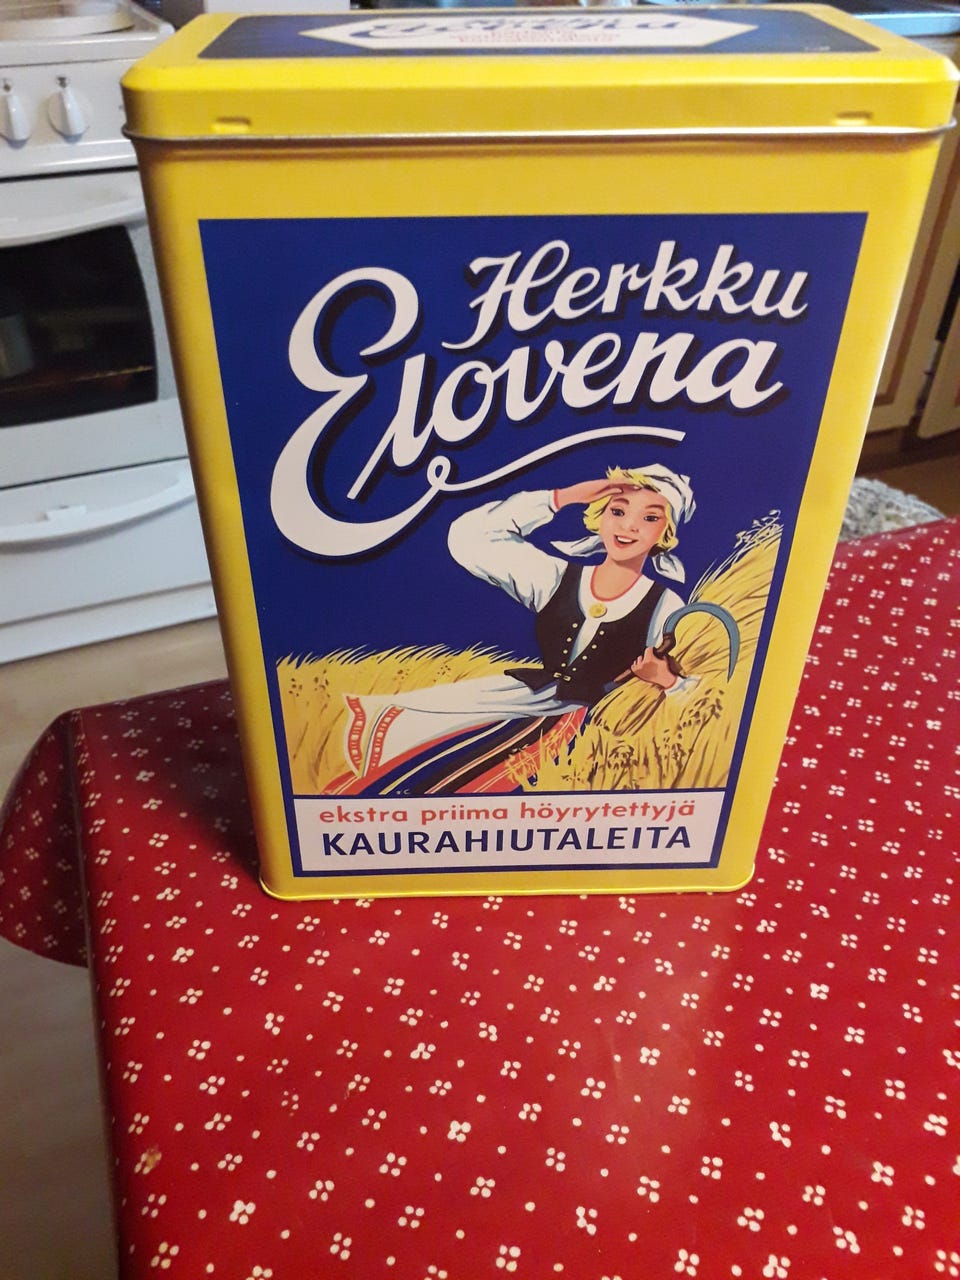 Herkku
Elovena
ekstra priima höyrytettyjä
KAURAHIUTALEITA